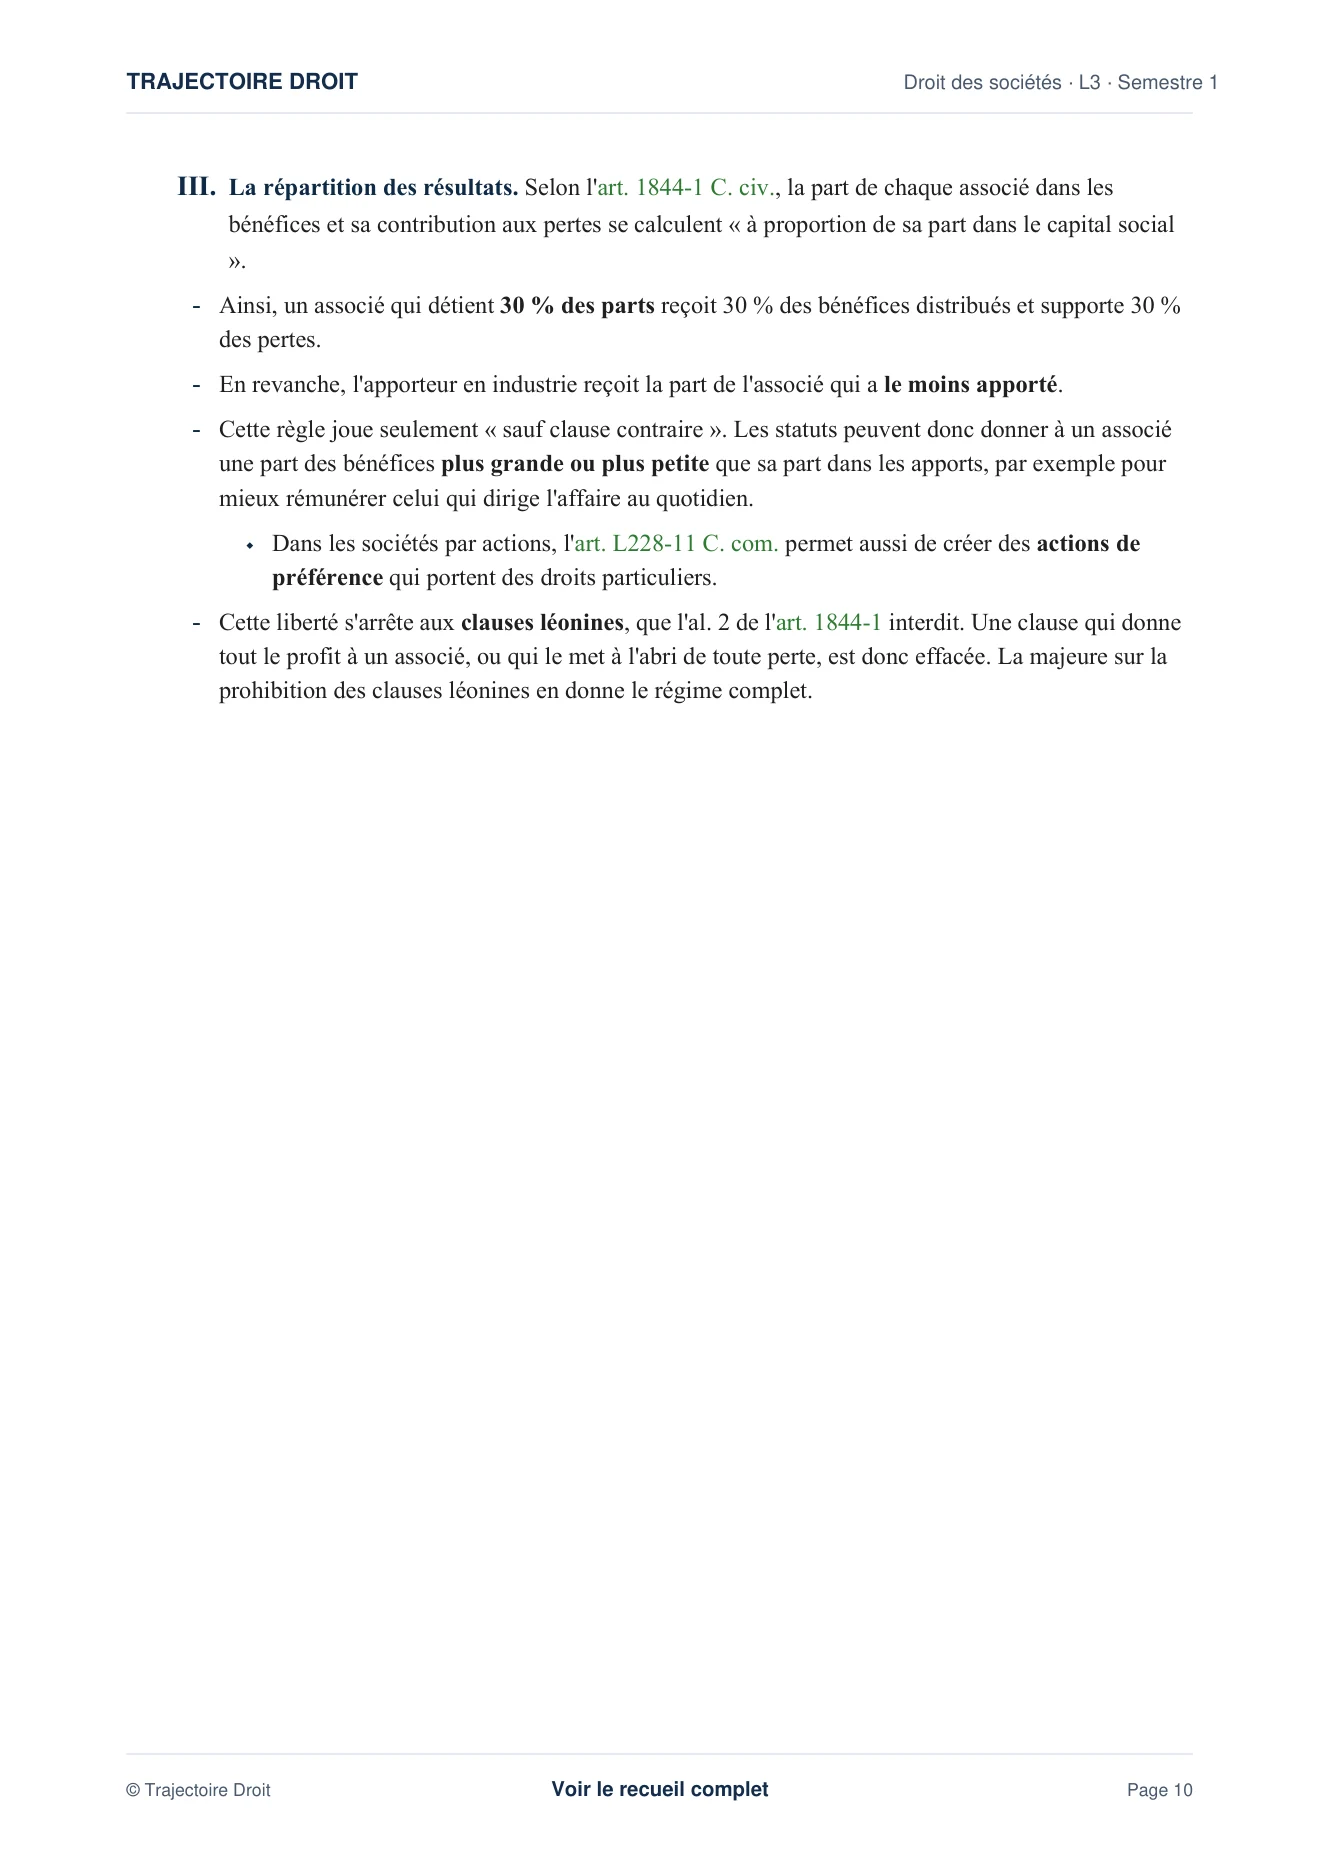 TRAJECTOIRE DROIT
Droit des sociétés · L3 · Semestre 1
III. La répartition des résultats. Selon l'art. 1844-1 C. civ., la part de chaque associé dans les
bénéfices et sa contribution aux pertes se calculent « à proportion de sa part dans le capital social
».
- Ainsi, un associé qui détient 30 % des parts reçoit 30 % des bénéfices distribués et supporte 30 %
des pertes.
- En revanche, l'apporteur en industrie reçoit la part de l'associé qui a le moins apporté.
- Cette règle joue seulement « sauf clause contraire ». Les statuts peuvent donc donner à un associé
une part des bénéfices plus grande ou plus petite que sa part dans les apports, par exemple pour
mieux rémunérer celui qui dirige l'affaire au quotidien.
⬩ Dans les sociétés par actions, l'art. L228-11 C. com. permet aussi de créer des actions de
préférence qui portent des droits particuliers.
- Cette liberté s'arrête aux clauses léonines, que l'al. 2 de l'art. 1844-1 interdit. Une clause qui donne
tout le profit à un associé, ou qui le met à l'abri de toute perte, est donc effacée. La majeure sur la
prohibition des clauses léonines en donne le régime complet.
© Trajectoire Droit
Voir le recueil complet
Page 10